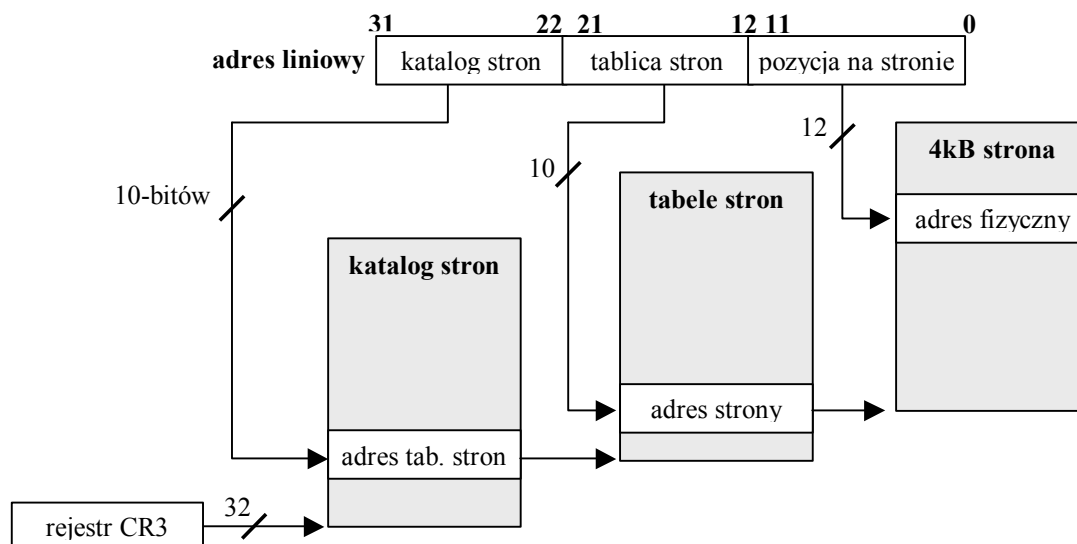 31 22 21 12 11 0
adres liniowy katalog stron tablica stron pozycja na stronie
12
4kB strona
10
10-bitów
tabele stron
adres fizyczny
katalog stron
adres strony
adres tab. stron
32
rejestr CR3